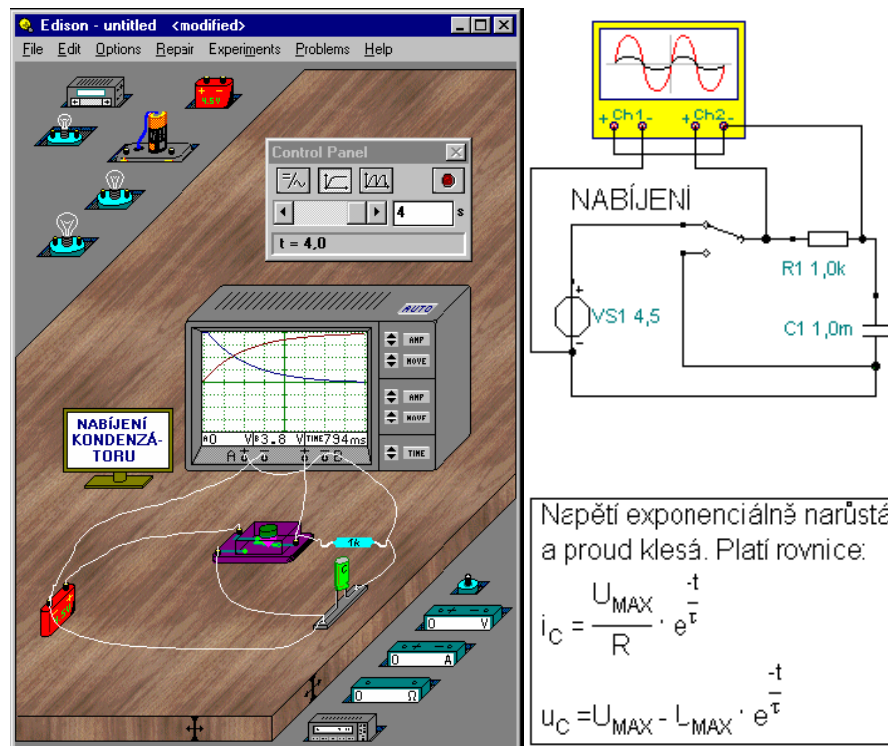 Edison - untitled <modified>
File Edit Options Repair Experiments Problems Help
4.5V
Control Panel
4 s
t = 4,0
AUTO
AMP
MOVE
AMP
MOVE
TIME
A0 V B3.8 V TIME794ms
A + - + - B
NABÍJENÍ
KONDENZÁ-
TORU
1k
C
4.5V
0 V
0 A
0 Ω
+ Ch1 - + Ch2 -
NABÍJENÍ
R1 1,0k
+
VS1 4,5
-
C1 1,0m
Napětí exponenciálně narůstá
a proud klesá. Platí rovnice:
i_C = U_MAX / R · e^(-t/τ)
u_C =U_MAX - U_MAX · e^(-t/τ)